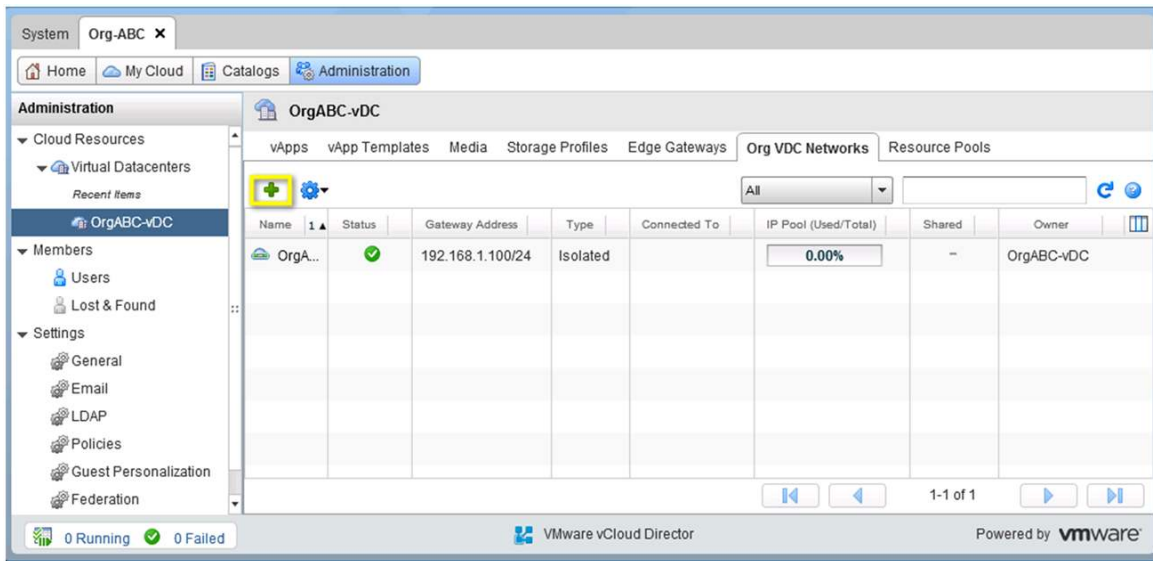 System Org-ABC ×
Home My Cloud Catalogs Administration
Administration
Cloud Resources
Virtual Datacenters
Recent Items
OrgABC-vDC
Members
Users
Lost & Found
Settings
General
Email
LDAP
Policies
Guest Personalization
Federation
OrgABC-vDC
vApps vApp Templates Media Storage Profiles Edge Gateways Org VDC Networks Resource Pools
All
Name 1▲ Status Gateway Address Type Connected To IP Pool (Used/Total) Shared Owner
OrgA... 192.168.1.100/24 Isolated 0.00% - OrgABC-vDC
1-1 of 1
0 Running 0 Failed VMware vCloud Director Powered by vmware